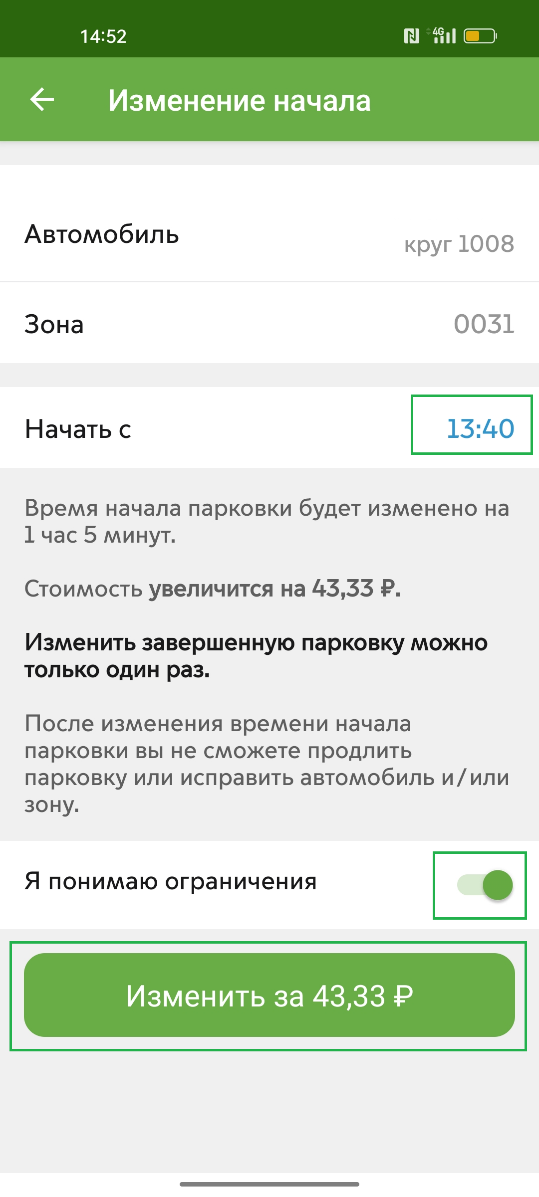 14:52
4G
Изменение начала
Автомобиль
круг 1008
Зона
0031
Начать с
13:40
Время начала парковки будет изменено на
1 час 5 минут.
Стоимость увеличится на 43,33 ₽.
Изменить завершенную парковку можно
только один раз.
После изменения времени начала
парковки вы не сможете продлить
парковку или исправить автомобиль и/или
зону.
Я понимаю ограничения
Изменить за 43,33 ₽